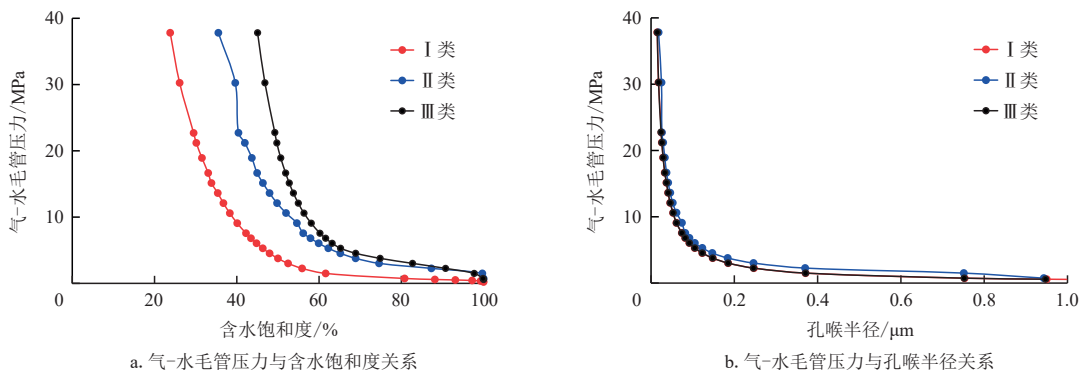 气-水毛管压力/MPa
40
30
20
10
0
20
40
60
80
100
Ⅰ类
Ⅱ类
Ⅲ类
含水饱和度/%
a. 气-水毛管压力与含水饱和度关系
气-水毛管压力/MPa
40
30
20
10
0
0.2
0.4
0.6
0.8
1.0
Ⅰ类
Ⅱ类
Ⅲ类
孔喉半径/μm
b. 气-水毛管压力与孔喉半径关系